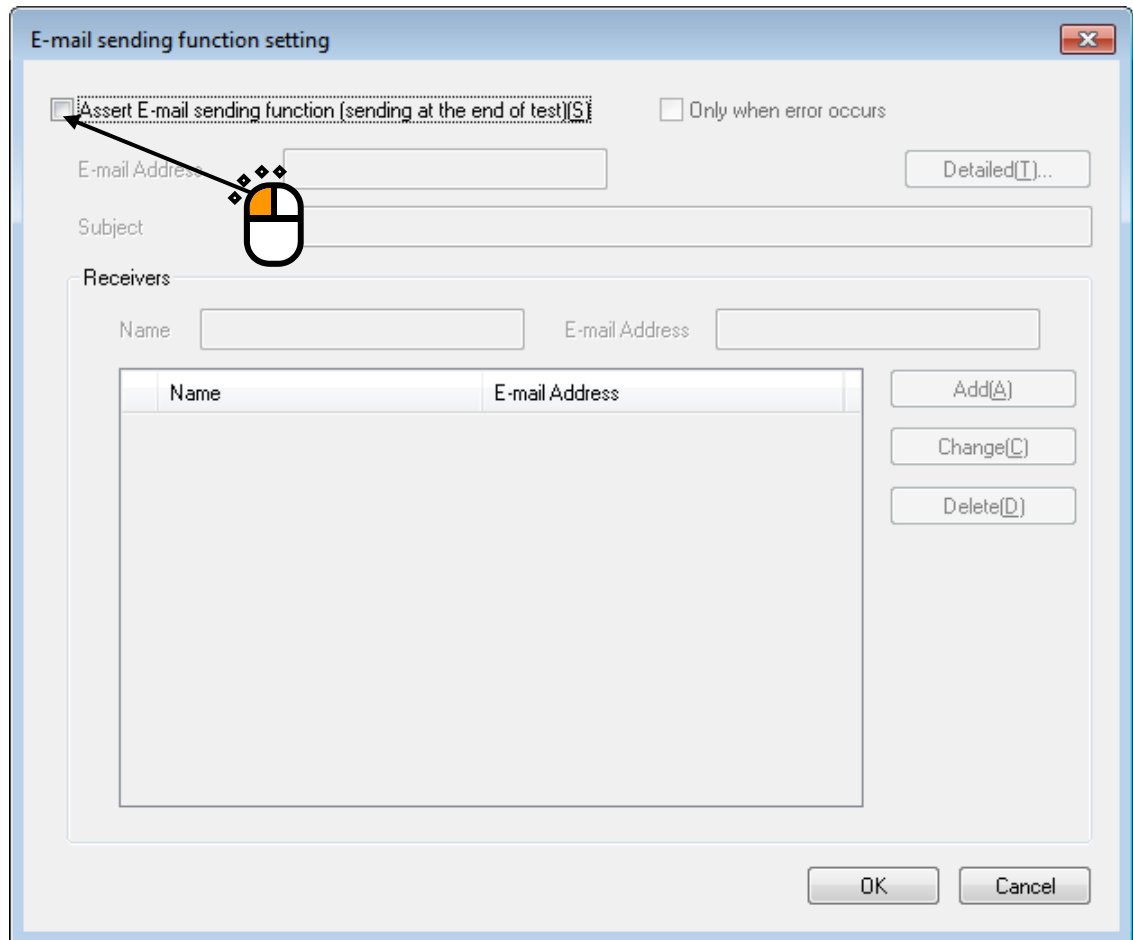 E-mail sending function setting
Assert E-mail sending function (sending at the end of test)(S) Only when error occurs
E-mail Address Detailed(T)...
Subject
Receivers
Name E-mail Address
Name E-mail Address
Add(A)
Change(C)
Delete(D)
OK Cancel